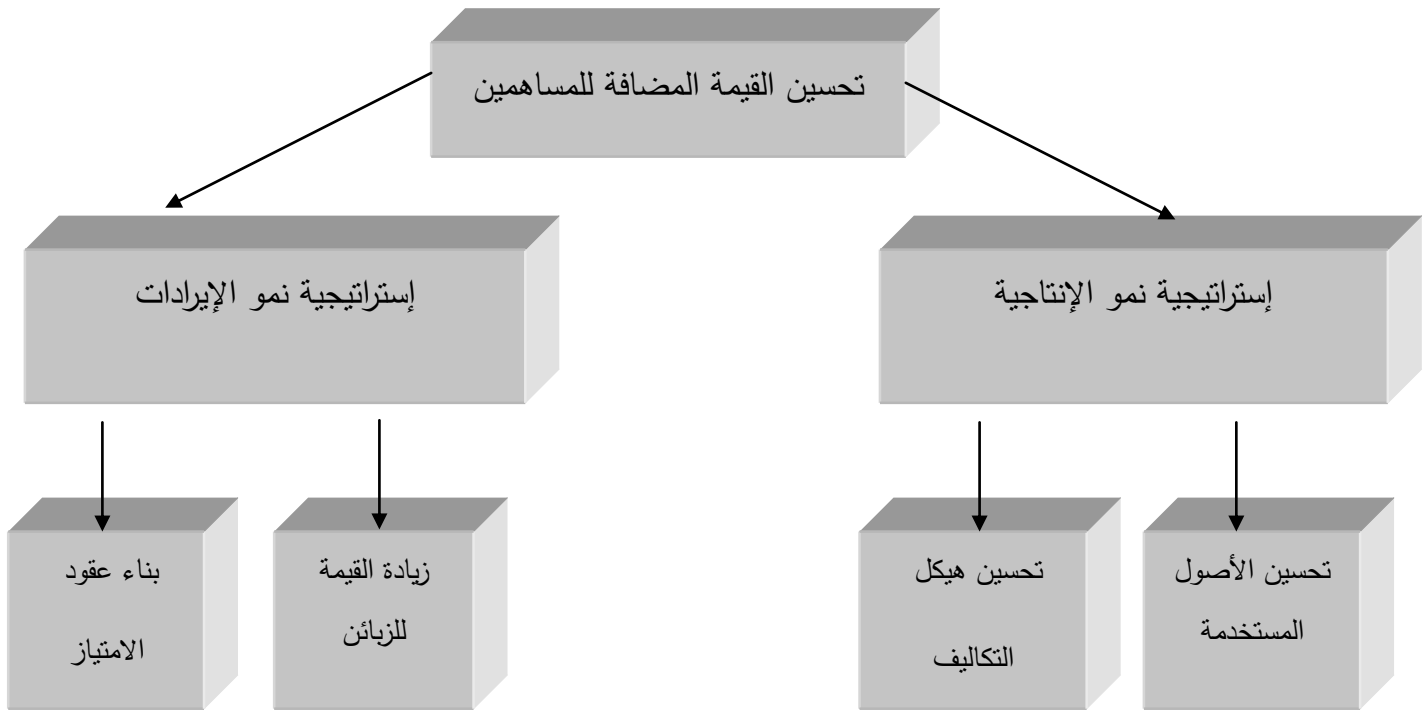 تحسين القيمة المضافة للمساهمين
إستراتيجية نمو الإنتاجية
إستراتيجية نمو الإيرادات
تحسين الأصول
المستخدمة
تحسين هيكل
التكاليف
زيادة القيمة
للزبائن
بناء عقود
الامتياز